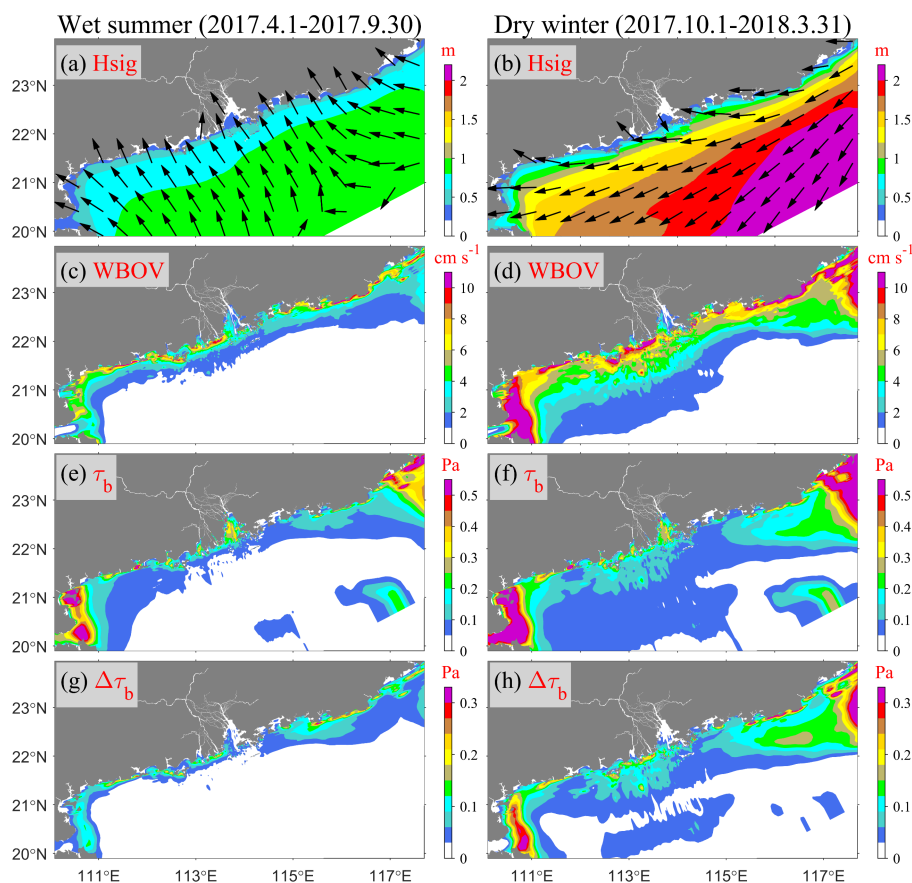 Wet summer (2017.4.1-2017.9.30)
Dry winter (2017.10.1-2018.3.31)
(a) Hsig
m
2
1.5
1
0.5
0
23°N
22°N
21°N
20°N
(b) Hsig
m
2
1.5
1
0.5
0
(c) WBOV
cm s⁻¹
10
8
6
4
2
0
23°N
22°N
21°N
20°N
(d) WBOV
cm s⁻¹
10
8
6
4
2
0
(e) τb
Pa
0.5
0.4
0.3
0.2
0.1
0
23°N
22°N
21°N
20°N
(f) τb
Pa
0.5
0.4
0.3
0.2
0.1
0
(g) Δτb
Pa
0.3
0.2
0.1
0
23°N
22°N
21°N
20°N
111°E 113°E 115°E 117°E
(h) Δτb
Pa
0.3
0.2
0.1
0
111°E 113°E 115°E 117°E